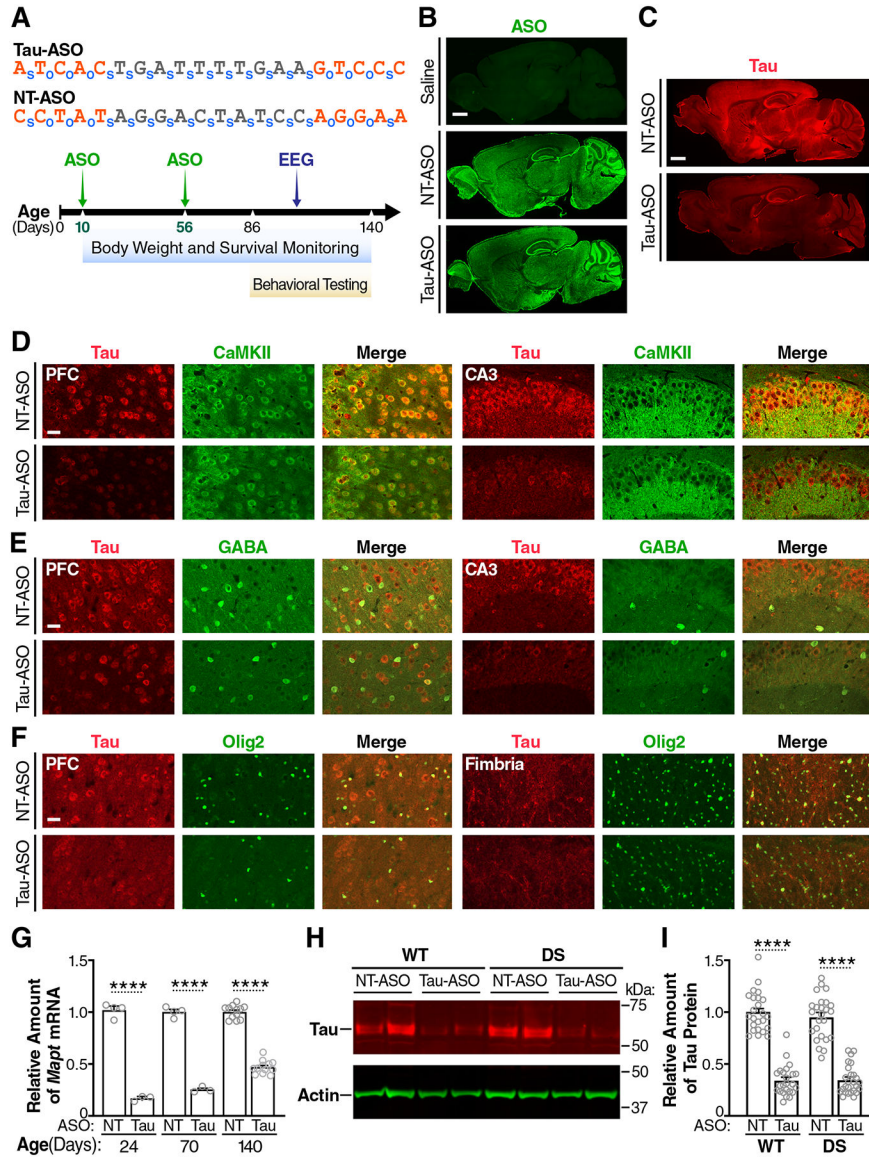 A
Tau-ASO
AsToCoAoCsTsGsAsTsTsTsTsGsAsAsGoToCoCsC
NT-ASO
CsCoToAoTsAsGsGsAsCsTsAsTsCsCsAoGoGoAsA
ASO ASO EEG
Age
(Days) 0 10 56 86 140
Body Weight and Survival Monitoring
Behavioral Testing
B
ASO
Saline
NT-ASO
Tau-ASO
C
Tau
NT-ASO
Tau-ASO
D
Tau CaMKII Merge Tau CaMKII Merge
NT-ASO PFC CA3
Tau-ASO
E
Tau GABA Merge Tau GABA Merge
NT-ASO PFC CA3
Tau-ASO
F
Tau Olig2 Merge Tau Olig2 Merge
NT-ASO PFC Fimbria
Tau-ASO
G
Relative Amount
of Mapt mRNA
1.5
1.0
0.5
0
**** **** ****
ASO: NT Tau NT Tau NT Tau
Age(Days): 24 70 140
H
WT DS
NT-ASO Tau-ASO NT-ASO Tau-ASO kDa:
75
Tau
50
50
Actin
37
I
Relative Amount
of Tau Protein
1.5
1.0
0.5
0
**** ****
ASO: NT Tau NT Tau
WT DS